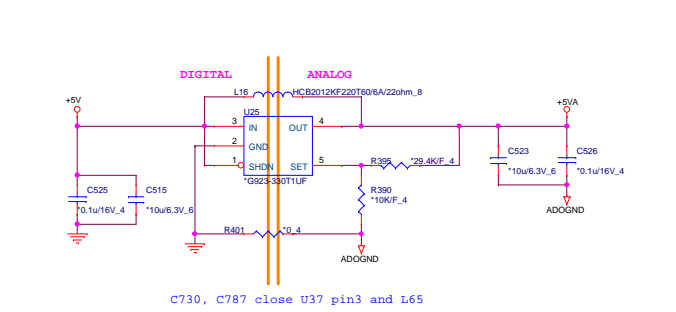 DIGITAL ANALOG
L16 HCB2012KF220T60/6A/22ohm_8
+5V
+5VA
U25
3 IN OUT 4
2 GND
1 SHDN SET 5
*G923-330T1UF
R395 *29.4K/F_4
C523
*10u/6.3V_6
C526
*0.1u/16V_4
C525
*0.1u/16V_4
C515
*10u/6.3V_6
R390
*10K/F_4
ADOGND
R401 *0_4
ADOGND
C730, C787 close U37 pin3 and L65